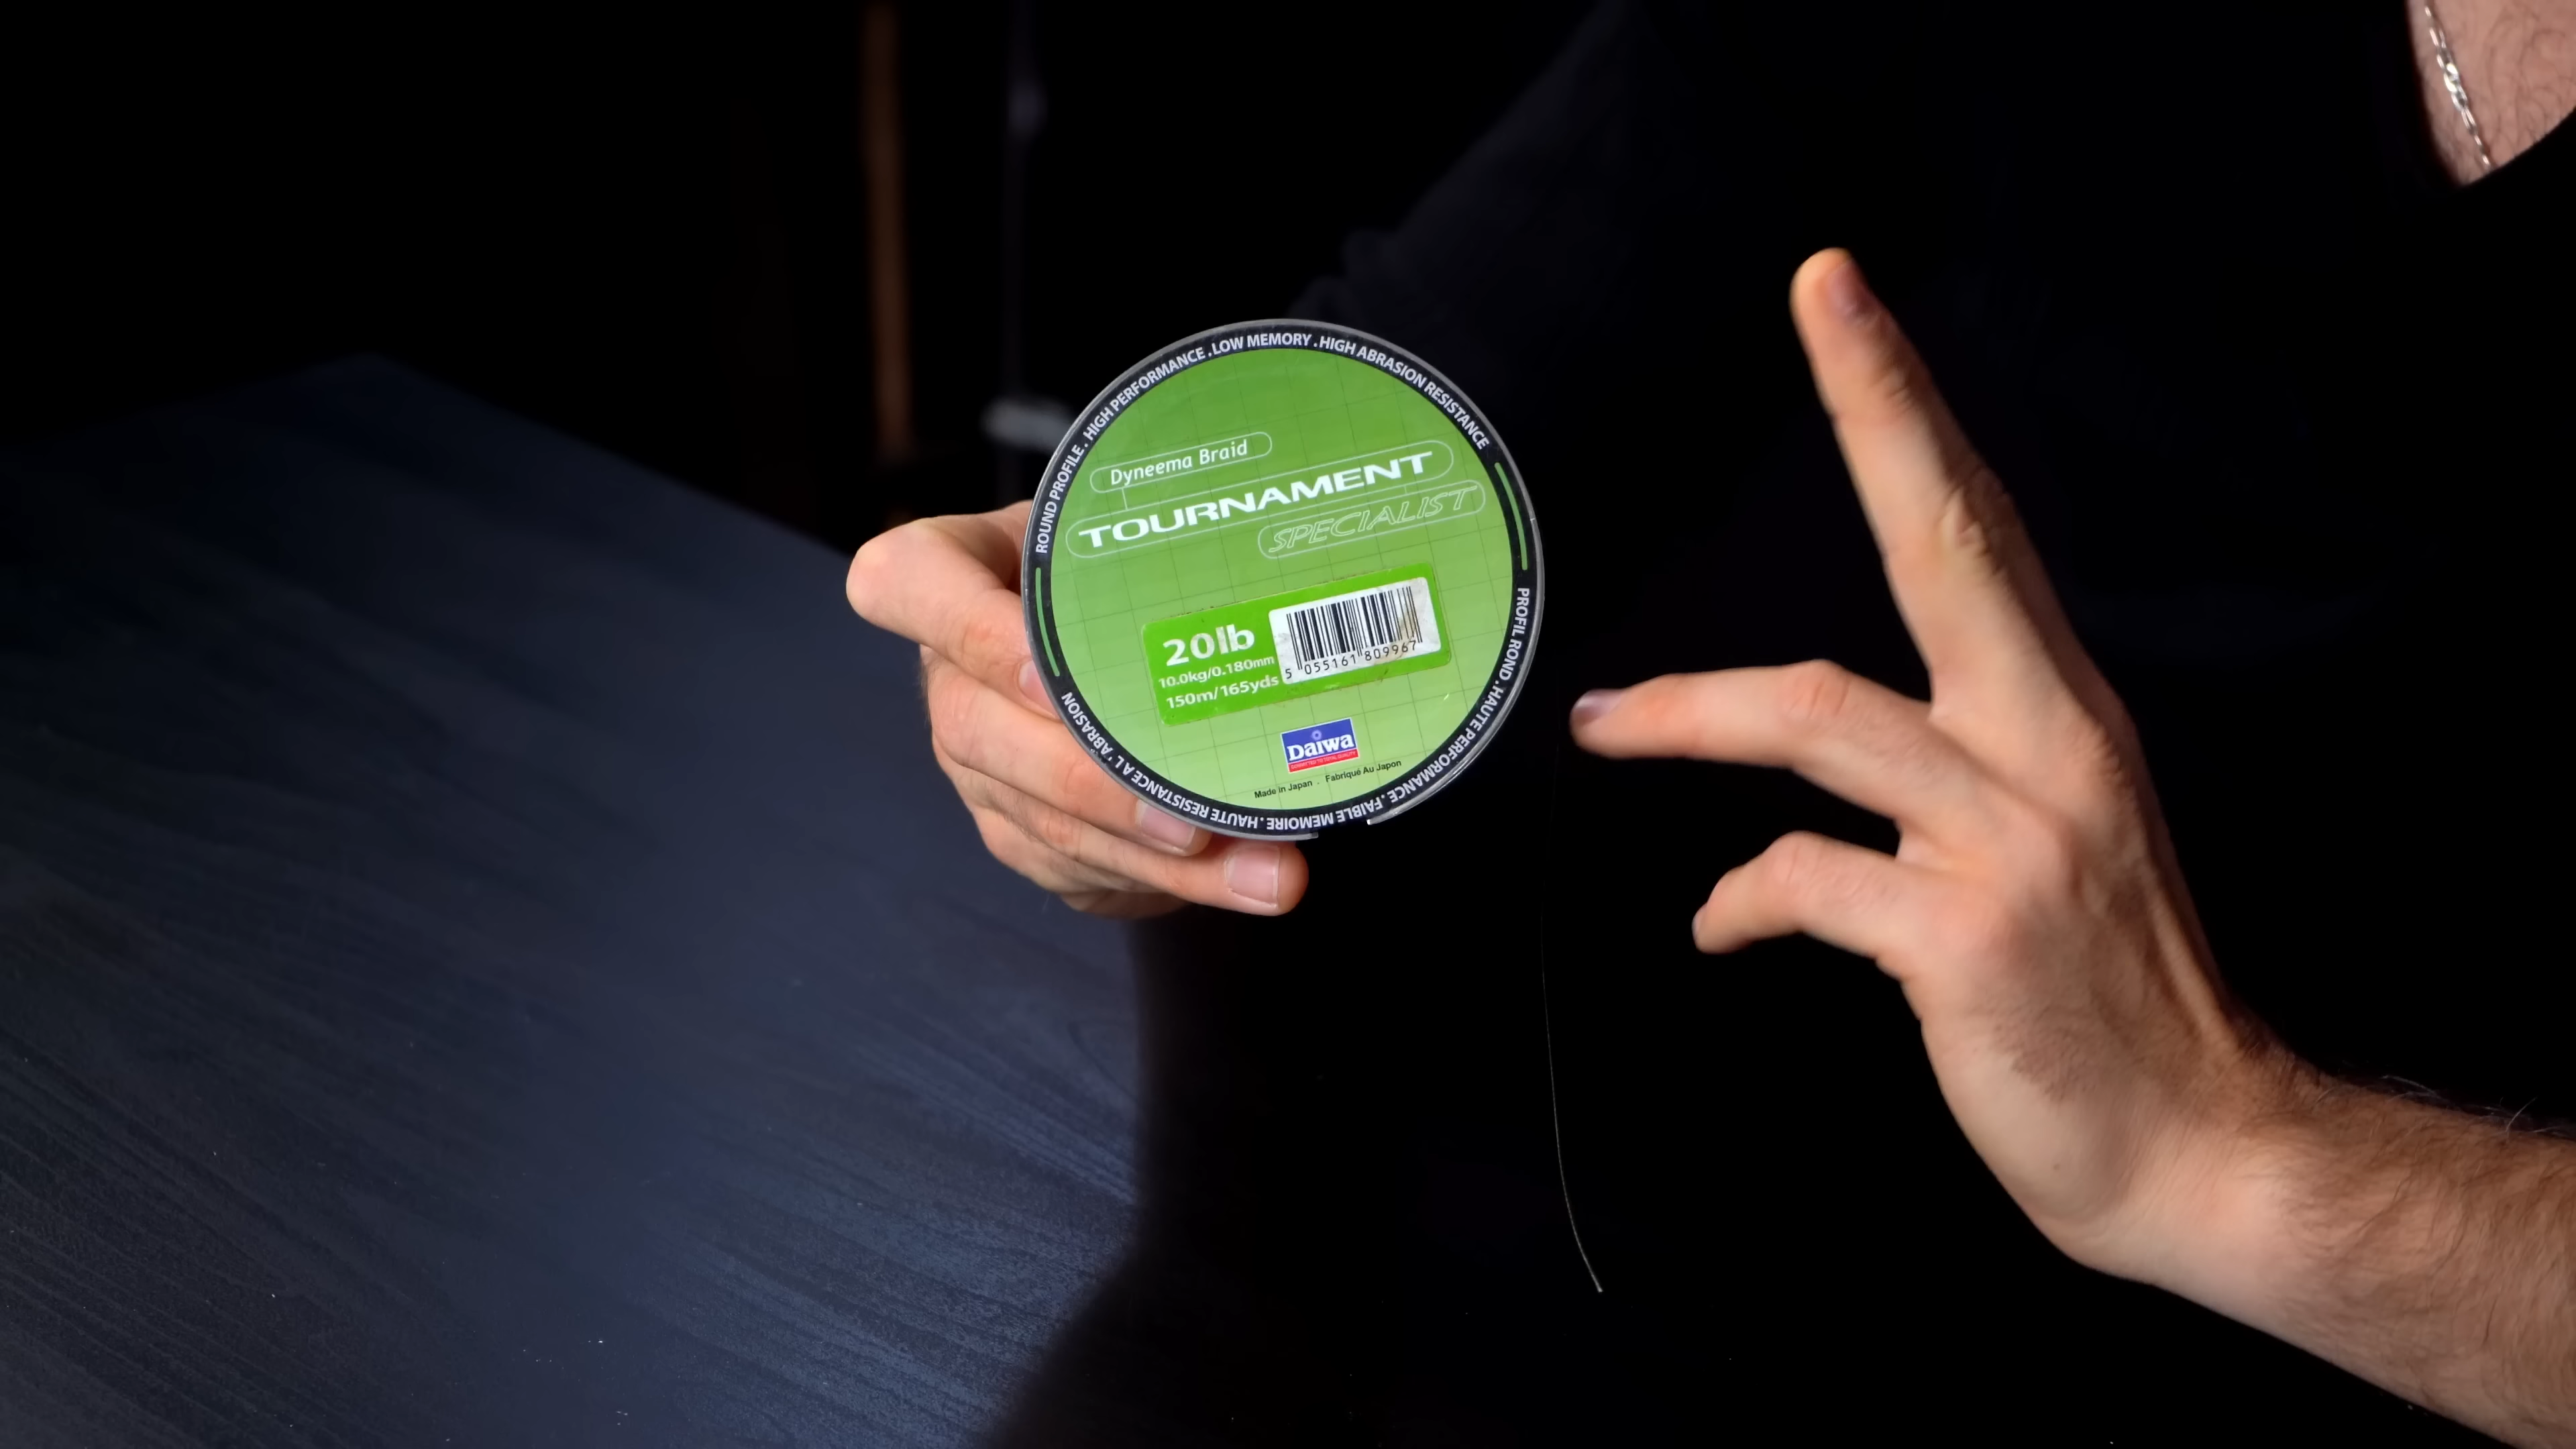 ROUND PROFILE . HIGH PERFORMANCE . LOW MEMORY . HIGH ABRASION RESISTANCE
Dyneema Braid
TOURNAMENT
SPECIALIST
20lb
10.0kg/0.180mm
150m/165yds
5 055161 809967
DAIWA
Made in Japan . Fabriqué Au Japon
PROFIL ROND . HAUTE PERFORMANCE . FAIBLE MEMOIRE . HAUTE RESISTANCE A L' ABRASION